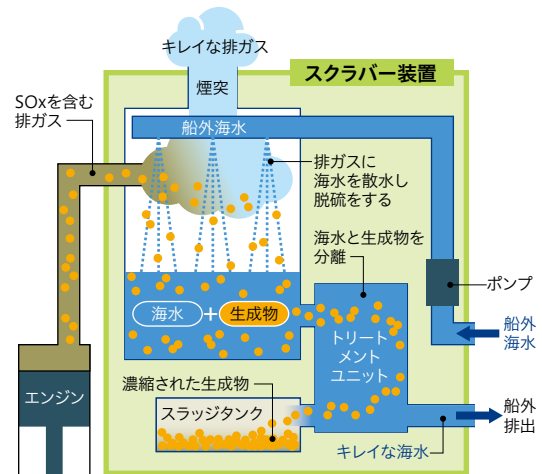 キレイな排ガス
スクラバー装置
煙突
SOxを含む
排ガス
船外海水
排ガスに
海水を散水し
脱硫をする
海水と生成物を
分離
ポンプ
海水
+
生成物
船外
海水
トリート
メント
ユニット
エンジン
濃縮された生成物
スラッジタンク
船外
排出
キレイな海水